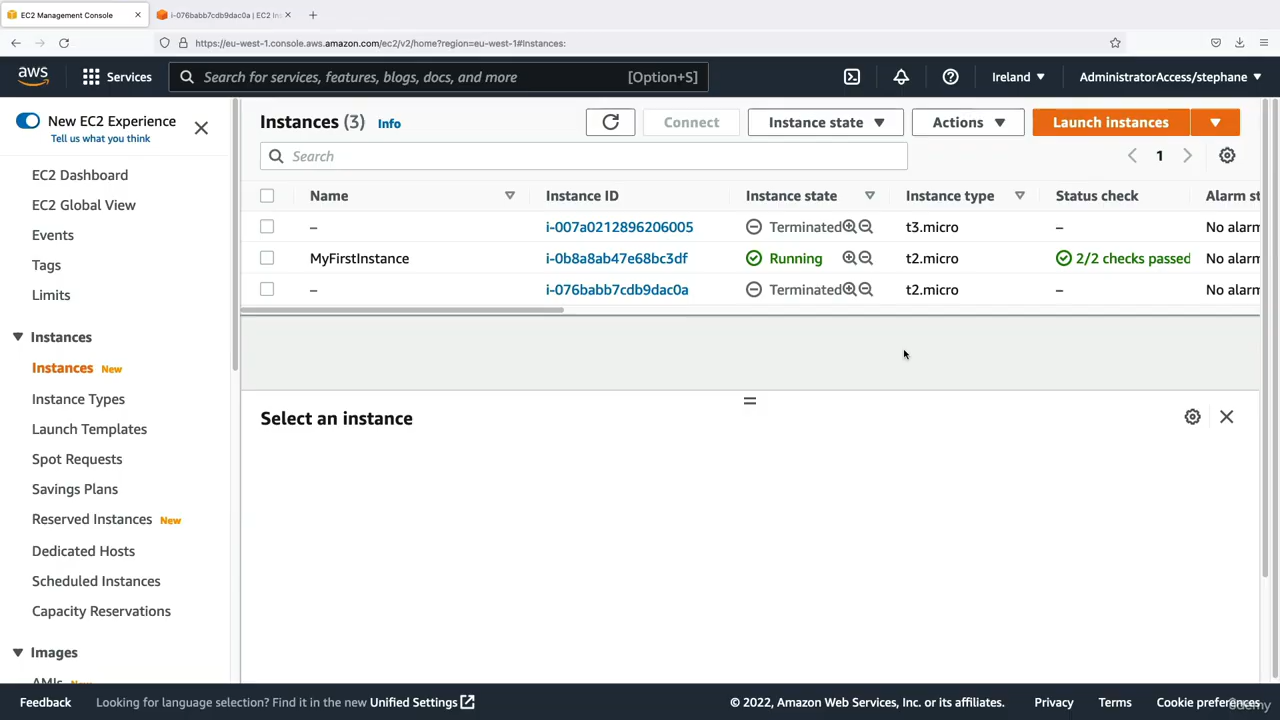 EC2 Management Console
i-076babb7cdb9dac0a | EC2 In
https://eu-west-1.console.aws.amazon.com/ec2/v2/home?region=eu-west-1#Instances:
aws
Services
Search for services, features, blogs, docs, and more
[Option+S]
Ireland
AdministratorAccess/stephane
New EC2 Experience
Tell us what you think
EC2 Dashboard
EC2 Global View
Events
Tags
Limits
Instances
Instances New
Instance Types
Launch Templates
Spot Requests
Savings Plans
Reserved Instances New
Dedicated Hosts
Scheduled Instances
Capacity Reservations
Images
AMIs New
Instances (3) Info
Connect
Instance state
Actions
Launch instances
Search
1
Name Instance ID Instance state Instance type Status check Alarm st
– i-007a0212896206005 Terminated t3.micro – No alarm
MyFirstInstance i-0b8a8ab47e68bc3df Running t2.micro 2/2 checks passed No alarm
– i-076babb7cdb9dac0a Terminated t2.micro – No alarm
Select an instance
Feedback
Looking for language selection? Find it in the new Unified Settings
© 2022, Amazon Web Services, Inc. or its affiliates.
Privacy
Terms
Cookie preferences
Udemy